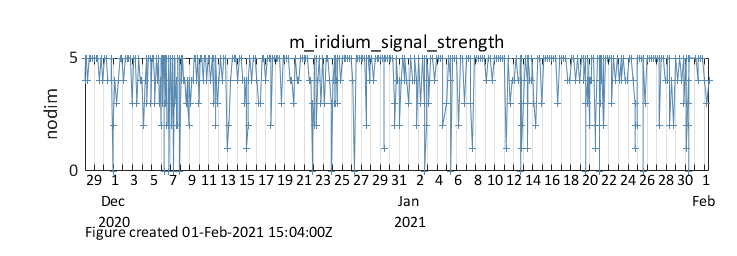 m_iridium_signal_strength
5
nodim
0
29 1 3 5 7 9 11 13 15 17 19 21 23 25 27 29 31 2 4 6 8 10 12 14 16 18 20 22 24 26 28 30 1
Dec Jan Feb
2020 2021
Figure created 01-Feb-2021 15:04:00Z